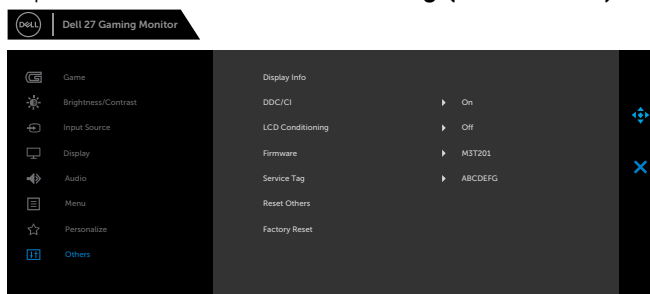 DELL
Dell 27 Gaming Monitor
Game
Display Info
Brightness/Contrast
DDC/CI
On
Input Source
LCD Conditioning
Off
Display
Firmware
M3T201
Audio
Service Tag
ABCDEFG
Menu
Reset Others
Personalize
Factory Reset
Others